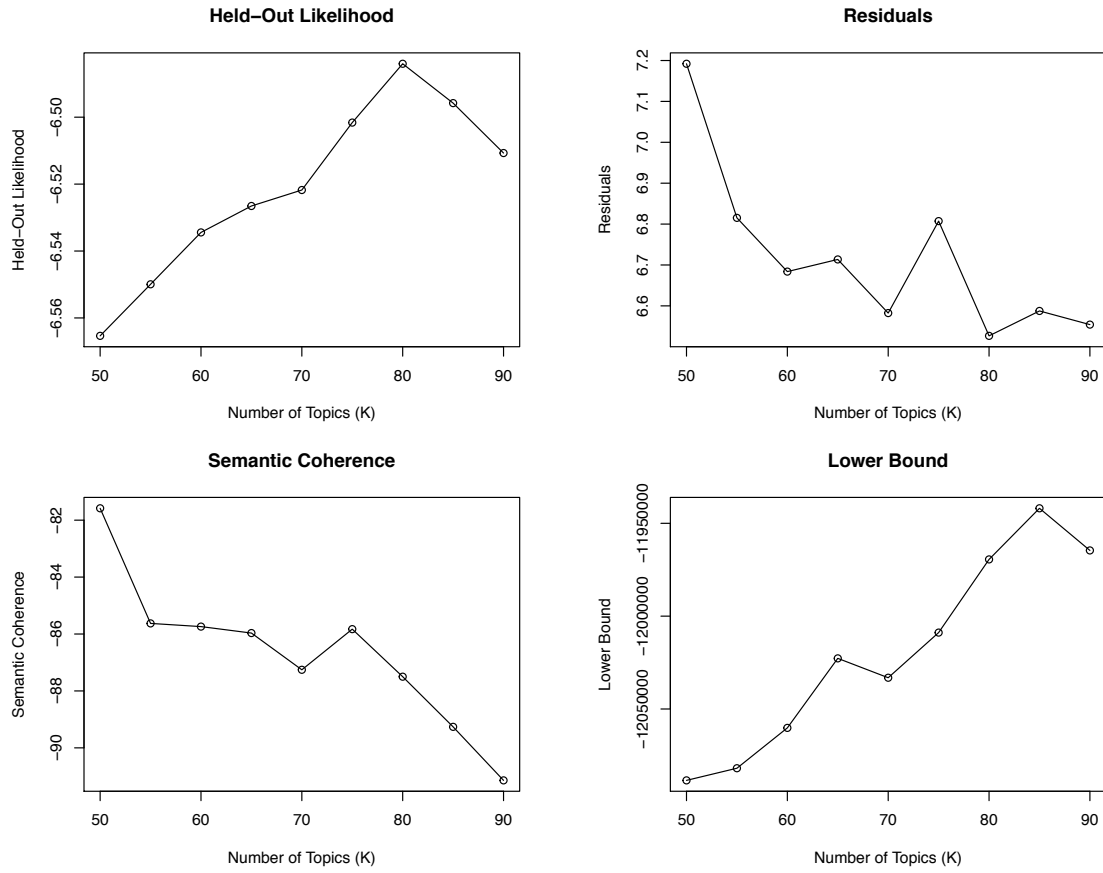 Held−Out Likelihood
Held−Out Likelihood
−6.50
−6.52
−6.54
−6.56
50 60 70 80 90
Number of Topics (K)
Residuals
Residuals
7.2
7.1
7.0
6.9
6.8
6.7
6.6
50 60 70 80 90
Number of Topics (K)
Semantic Coherence
Semantic Coherence
−82
−84
−86
−88
−90
50 60 70 80 90
Number of Topics (K)
Lower Bound
Lower Bound
−11950000
−12000000
−12050000
50 60 70 80 90
Number of Topics (K)